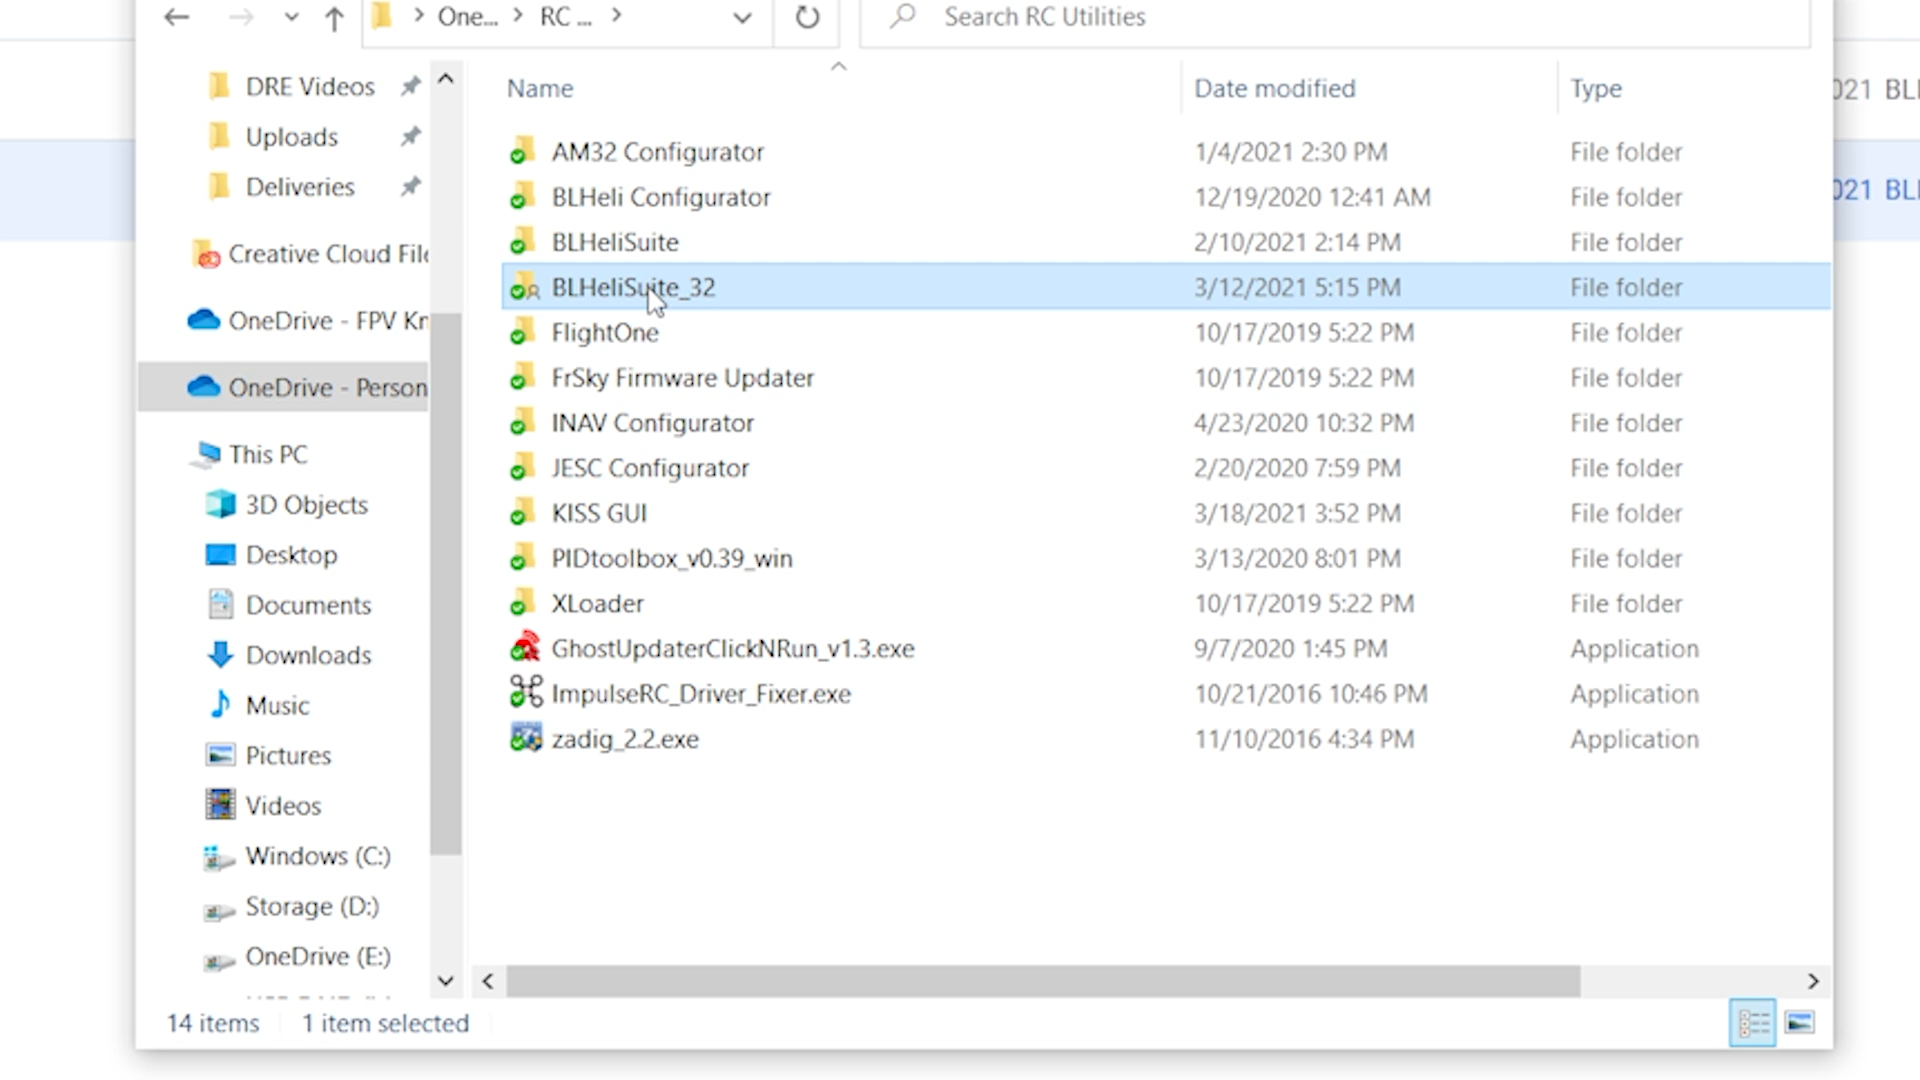 One... > RC ... >
Search RC Utilities
Name Date modified Type
DRE Videos
Uploads
Deliveries
Creative Cloud File
OneDrive - FPV Kn
OneDrive - Person
This PC
3D Objects
Desktop
Documents
Downloads
Music
Pictures
Videos
Windows (C:)
Storage (D:)
OneDrive (E:)
AM32 Configurator 1/4/2021 2:30 PM File folder
BLHeli Configurator 12/19/2020 12:41 AM File folder
BLHeliSuite 2/10/2021 2:14 PM File folder
BLHeliSuite_32 3/12/2021 5:15 PM File folder
FlightOne 10/17/2019 5:22 PM File folder
FrSky Firmware Updater 10/17/2019 5:22 PM File folder
INAV Configurator 4/23/2020 10:32 PM File folder
JESC Configurator 2/20/2020 7:59 PM File folder
KISS GUI 3/18/2021 3:52 PM File folder
PIDtoolbox_v0.39_win 3/13/2020 8:01 PM File folder
XLoader 10/17/2019 5:22 PM File folder
GhostUpdaterClickNRun_v1.3.exe 9/7/2020 1:45 PM Application
ImpulseRC_Driver_Fixer.exe 10/21/2016 10:46 PM Application
zadig_2.2.exe 11/10/2016 4:34 PM Application
14 items 1 item selected
021 BL
021 BL